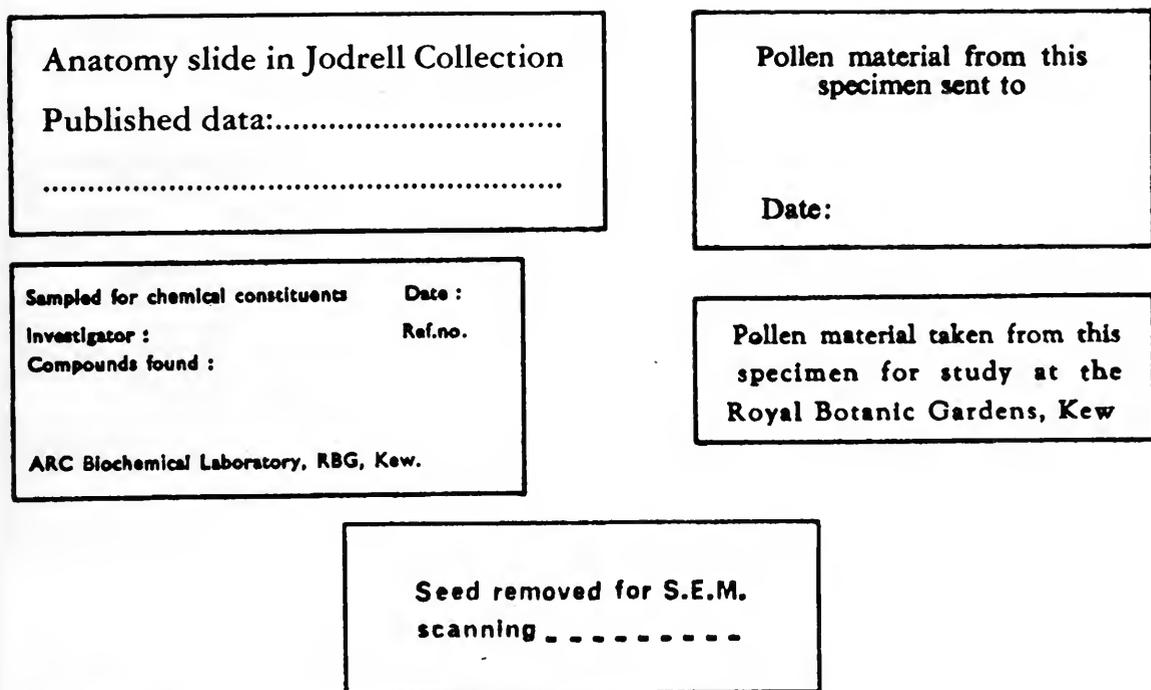 Anatomy slide in Jodrell Collection
Published data:................................
..........................................................
Pollen material from this
specimen sent to
Date:
Sampled for chemical constituents Date :
Investigator : Ref.no.
Compounds found :
ARC Biochemical Laboratory, RBG, Kew.
Pollen material taken from this
specimen for study at the
Royal Botanic Gardens, Kew
Seed removed for S.E.M.
scanning _ _ _ _ _ _ _ _ _